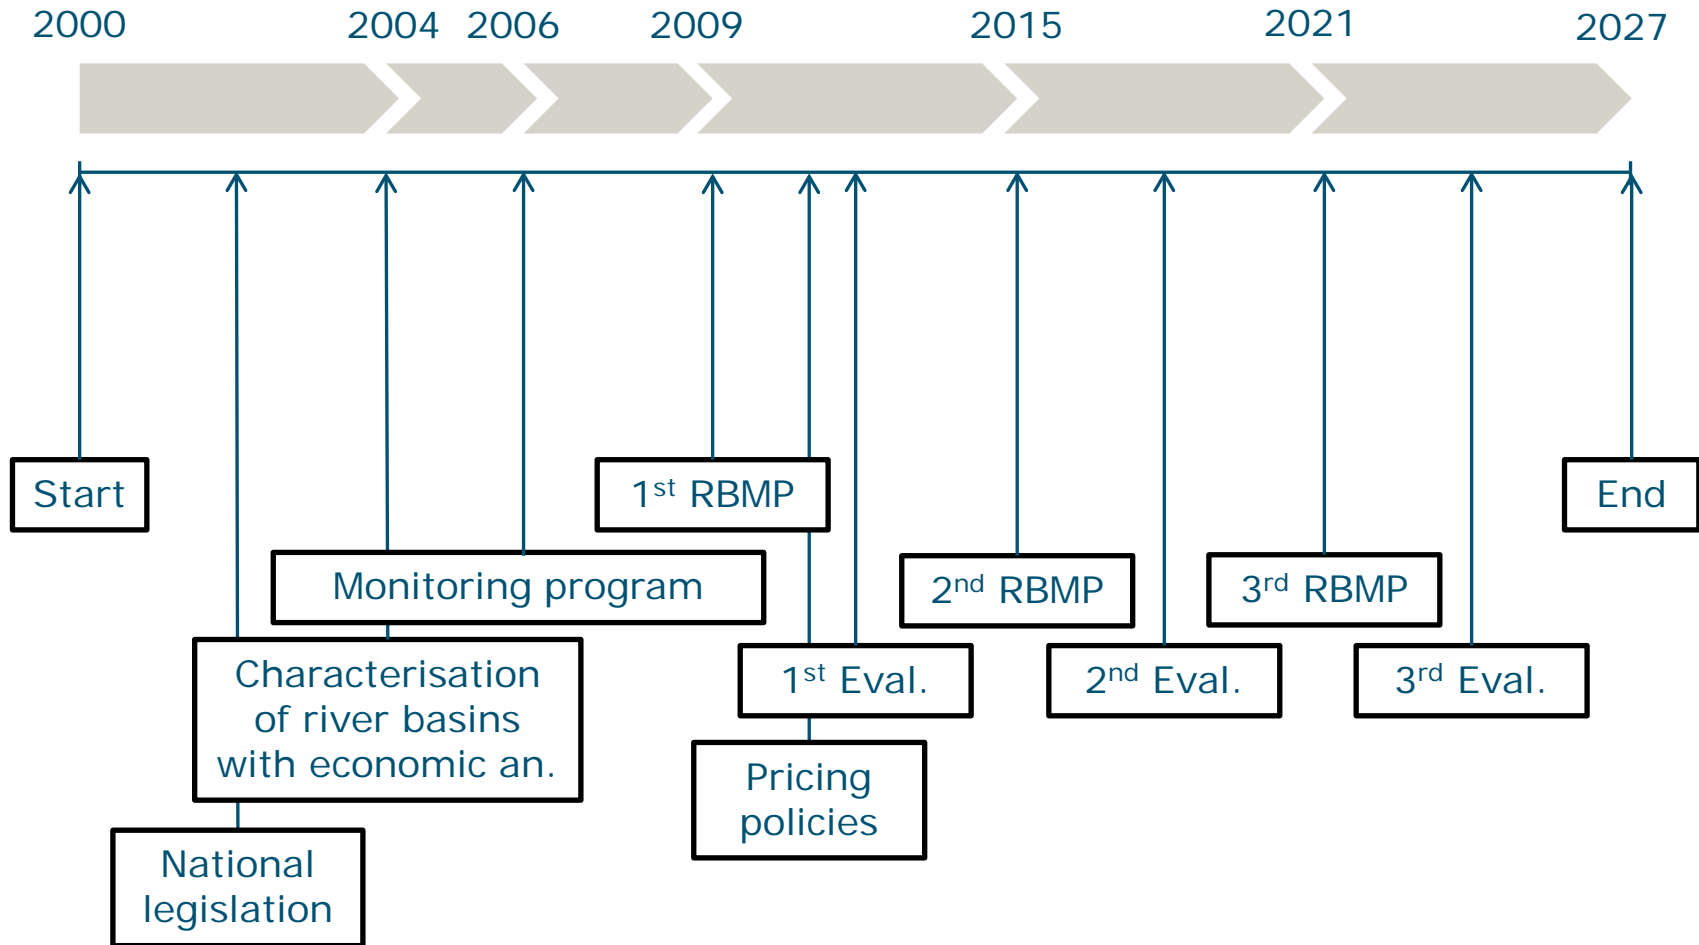 2000 2004 2006 2009 2015 2021 2027
Start
1st RBMP
End
Monitoring program
2nd RBMP
3rd RBMP
Characterisation
of river basins
with economic an.
1st Eval.
2nd Eval.
3rd Eval.
Pricing
policies
National
legislation